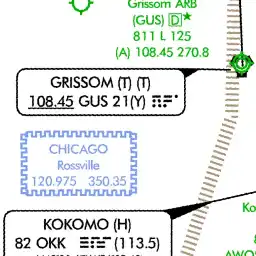 Grissom ARB
(GUS) D★
811 L 125
(A) 108.45 270.8
GRISSOM (T) (T)
108.45 GUS 21(Y)
CHICAGO
Rossville
120.975 350.35
KOKOMO (H)
82 OKK (113.5)
Ko
AWOS